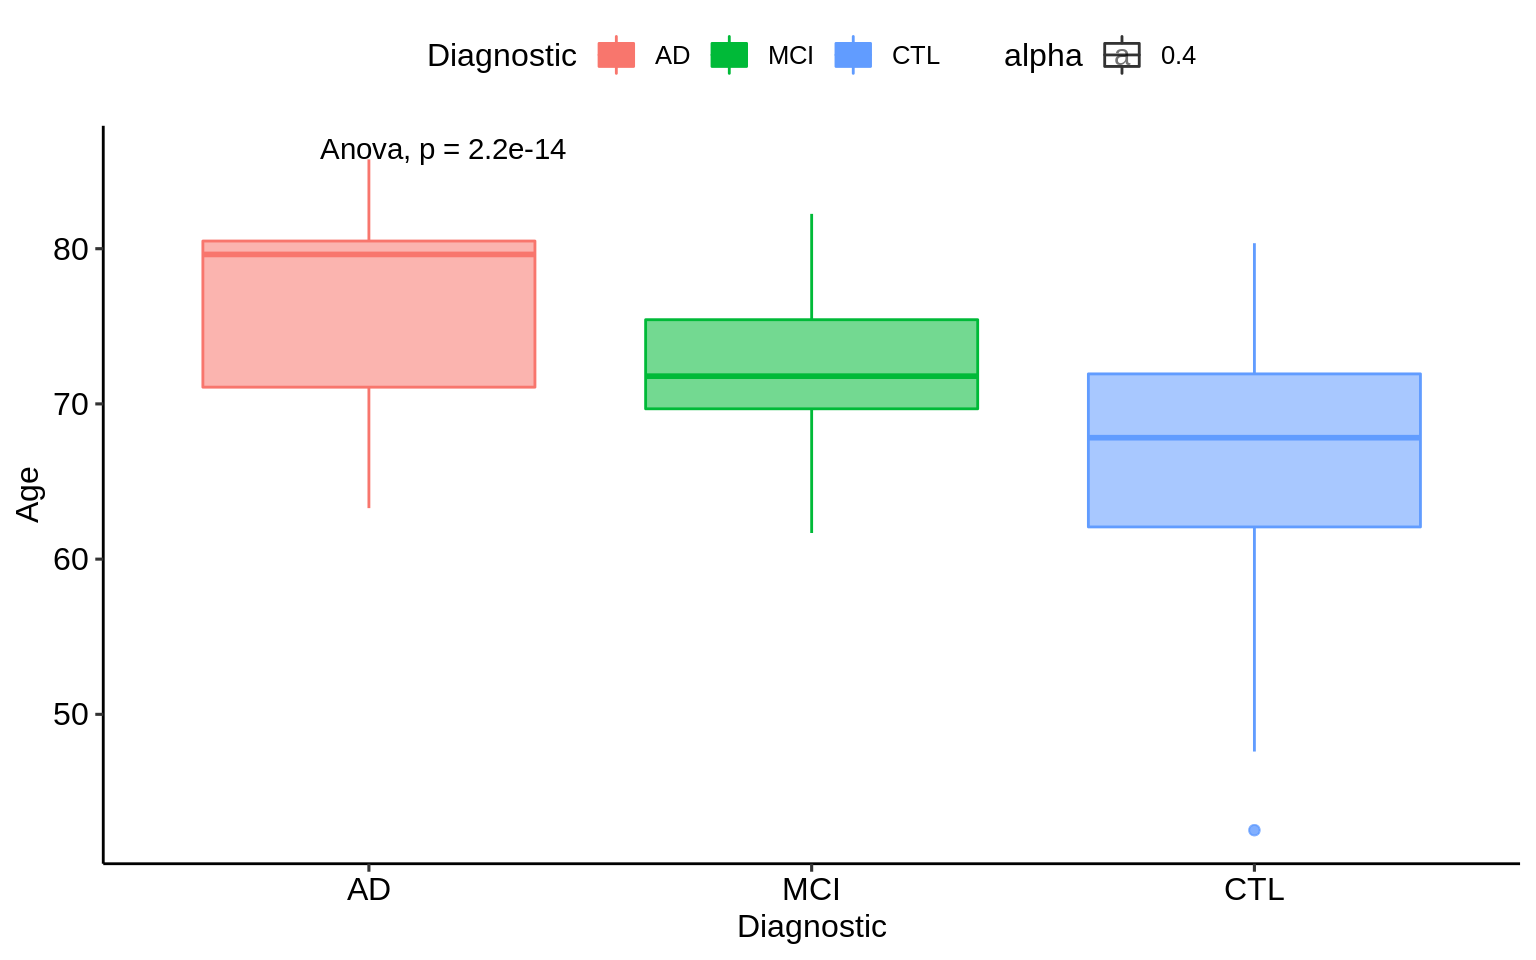 Diagnostic AD MCI CTL alpha a 0.4
Anova, p = 2.2e-14
80
70
60
50
Age
AD MCI CTL
Diagnostic